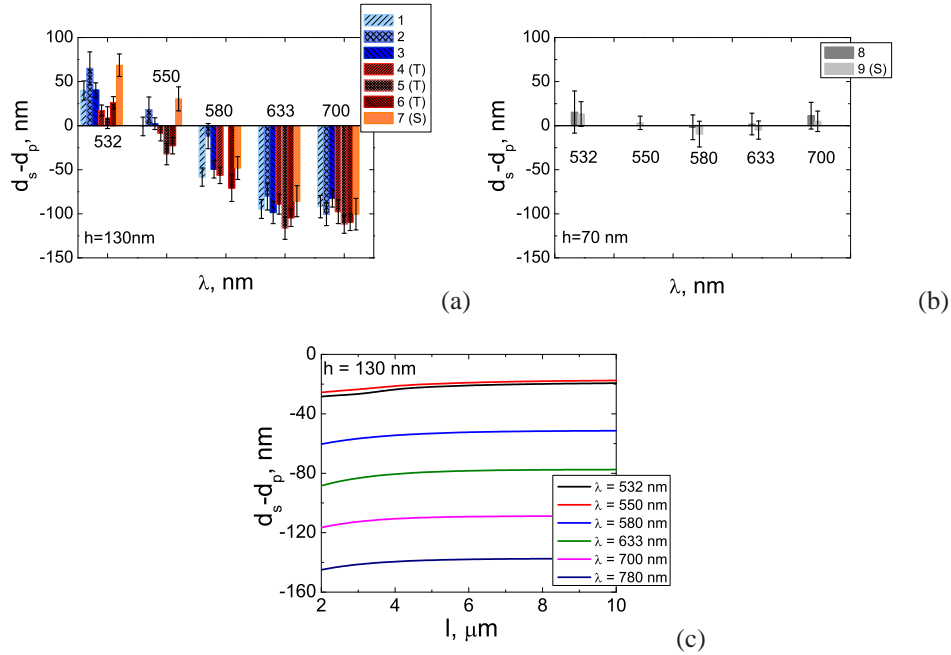 1
2
3
4 (T)
5 (T)
6 (T)
7 (S)
100
50
0
-50
-100
-150
d_s-d_p, nm
532
550
580
633
700
h=130nm
λ, nm
(a)
8
9 (S)
100
50
0
-50
-100
-150
d_s-d_p, nm
532
550
580
633
700
h=70 nm
λ, nm
(b)
0
-40
-80
-120
-160
d_s-d_p, nm
h = 130 nm
λ = 532 nm
λ = 550 nm
λ = 580 nm
λ = 633 nm
λ = 700 nm
λ = 780 nm
2
4
6
8
10
l, μm
(c)